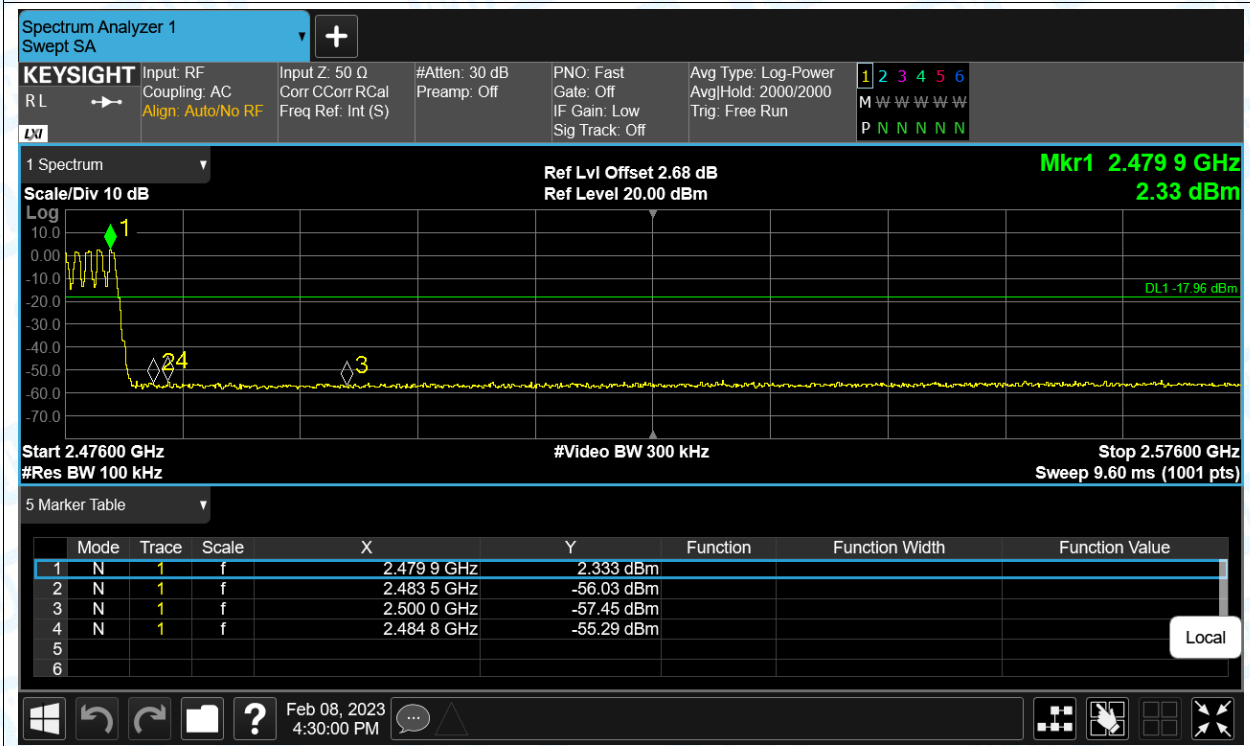 Spectrum Analyzer 1
Swept SA
+
KEYSIGHT
R L
LXI
Input: RF
Coupling: AC
Align: Auto/No RF
Input Z: 50 Ω
Corr CCorr RCal
Freq Ref: Int (S)
#Atten: 30 dB
Preamp: Off
PNO: Fast
Gate: Off
IF Gain: Low
Sig Track: Off
Avg Type: Log-Power
Avg|Hold: 2000/2000
Trig: Free Run
1 2 3 4 5 6
M W W W W W
P N N N N N
1 Spectrum
Scale/Div 10 dB
Ref Lvl Offset 2.68 dB
Ref Level 20.00 dBm
Mkr1 2.479 9 GHz
2.33 dBm
Log
10.0
0.00
-10.0
-20.0
-30.0
-40.0
-50.0
-60.0
-70.0
1
24
3
DL1 -17.96 dBm
Start 2.47600 GHz
#Video BW 300 kHz
Stop 2.57600 GHz
#Res BW 100 kHz
Sweep 9.60 ms (1001 pts)
5 Marker Table
Mode Trace Scale X Y Function Function Width Function Value
1 N 1 f 2.479 9 GHz 2.333 dBm
2 N 1 f 2.483 5 GHz -56.03 dBm
3 N 1 f 2.500 0 GHz -57.45 dBm
4 N 1 f 2.484 8 GHz -55.29 dBm
5
6
Local
?
Feb 08, 2023
4:30:00 PM